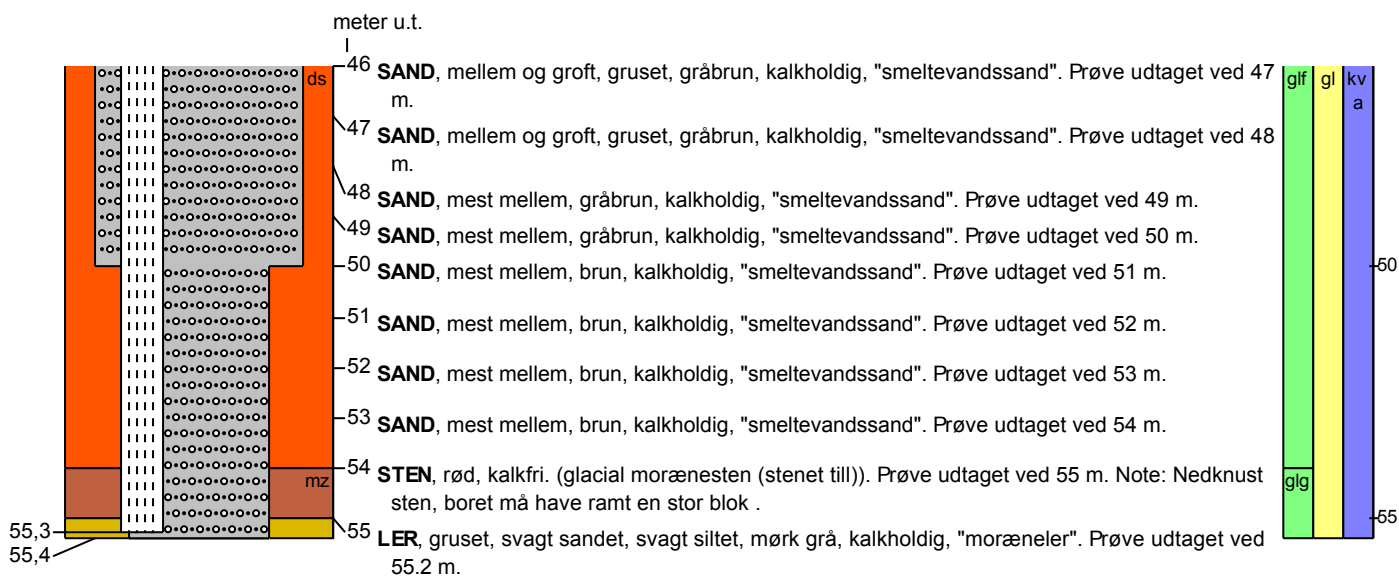 meter u.t.
46 SAND, mellem og groft, gruset, gråbrun, kalkholdig, "smeltevandssand". Prøve udtaget ved 47
m.
ds
glf gl kv
a
47 SAND, mellem og groft, gruset, gråbrun, kalkholdig, "smeltevandssand". Prøve udtaget ved 48
m.
48 SAND, mest mellem, gråbrun, kalkholdig, "smeltevandssand". Prøve udtaget ved 49 m.
49 SAND, mest mellem, gråbrun, kalkholdig, "smeltevandssand". Prøve udtaget ved 50 m.
50 SAND, mest mellem, brun, kalkholdig, "smeltevandssand". Prøve udtaget ved 51 m.
50
51 SAND, mest mellem, brun, kalkholdig, "smeltevandssand". Prøve udtaget ved 52 m.
52 SAND, mest mellem, brun, kalkholdig, "smeltevandssand". Prøve udtaget ved 53 m.
53 SAND, mest mellem, brun, kalkholdig, "smeltevandssand". Prøve udtaget ved 54 m.
54 STEN, rød, kalkfri. (glacial morænesten (stenet till)). Prøve udtaget ved 55 m. Note: Nedknust
sten, boret må have ramt en stor blok .
mz
glg
55 LER, gruset, svagt sandet, svagt siltet, mørk grå, kalkholdig, "moræneler". Prøve udtaget ved
55.2 m.
55
55,3
55,4